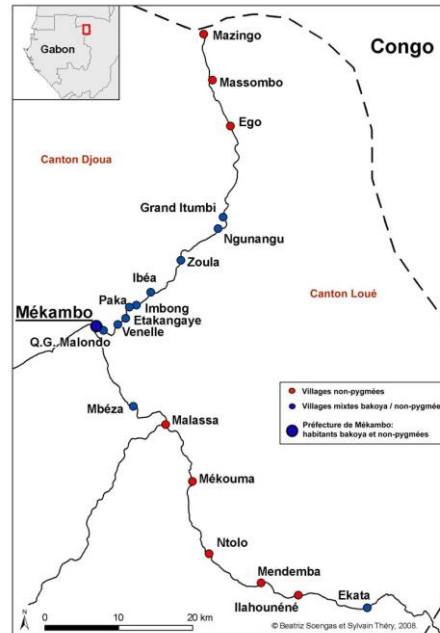 Gabon
Mazingo
Congo
Massombo
Ego
Canton Djoua
Grand Itumbi
Ngunangu
Zoula
Ibéa
Canton Loué
Paka
Imbong
Mékambo
Etakangaye
Venelle
Q.G. Malondo
Villages non-pygmées
Villages mixtes bakoya / non-pygmées
Préfecture de Mékambo:
habitants bakoya et non-pygmées
Mbéza
Malassa
Mékouma
Ntolo
Mendemba
Ilahounéné
Ekata
N
0 10 20 km
© Beatriz Soengas et Sylvain Théry, 2008.